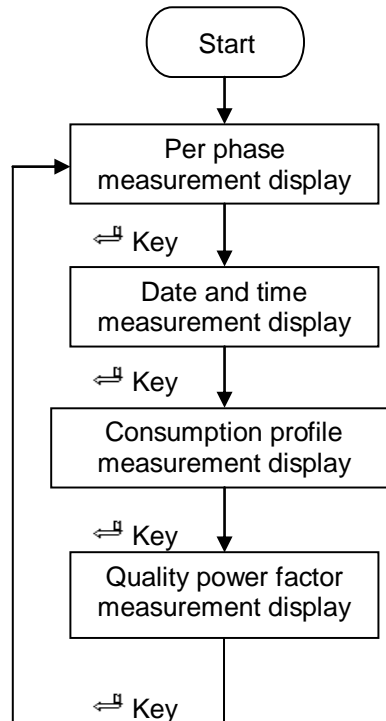 Start
Per phase
measurement display
⏎ Key
Date and time
measurement display
⏎ Key
Consumption profile
measurement display
⏎ Key
Quality power factor
measurement display
⏎ Key